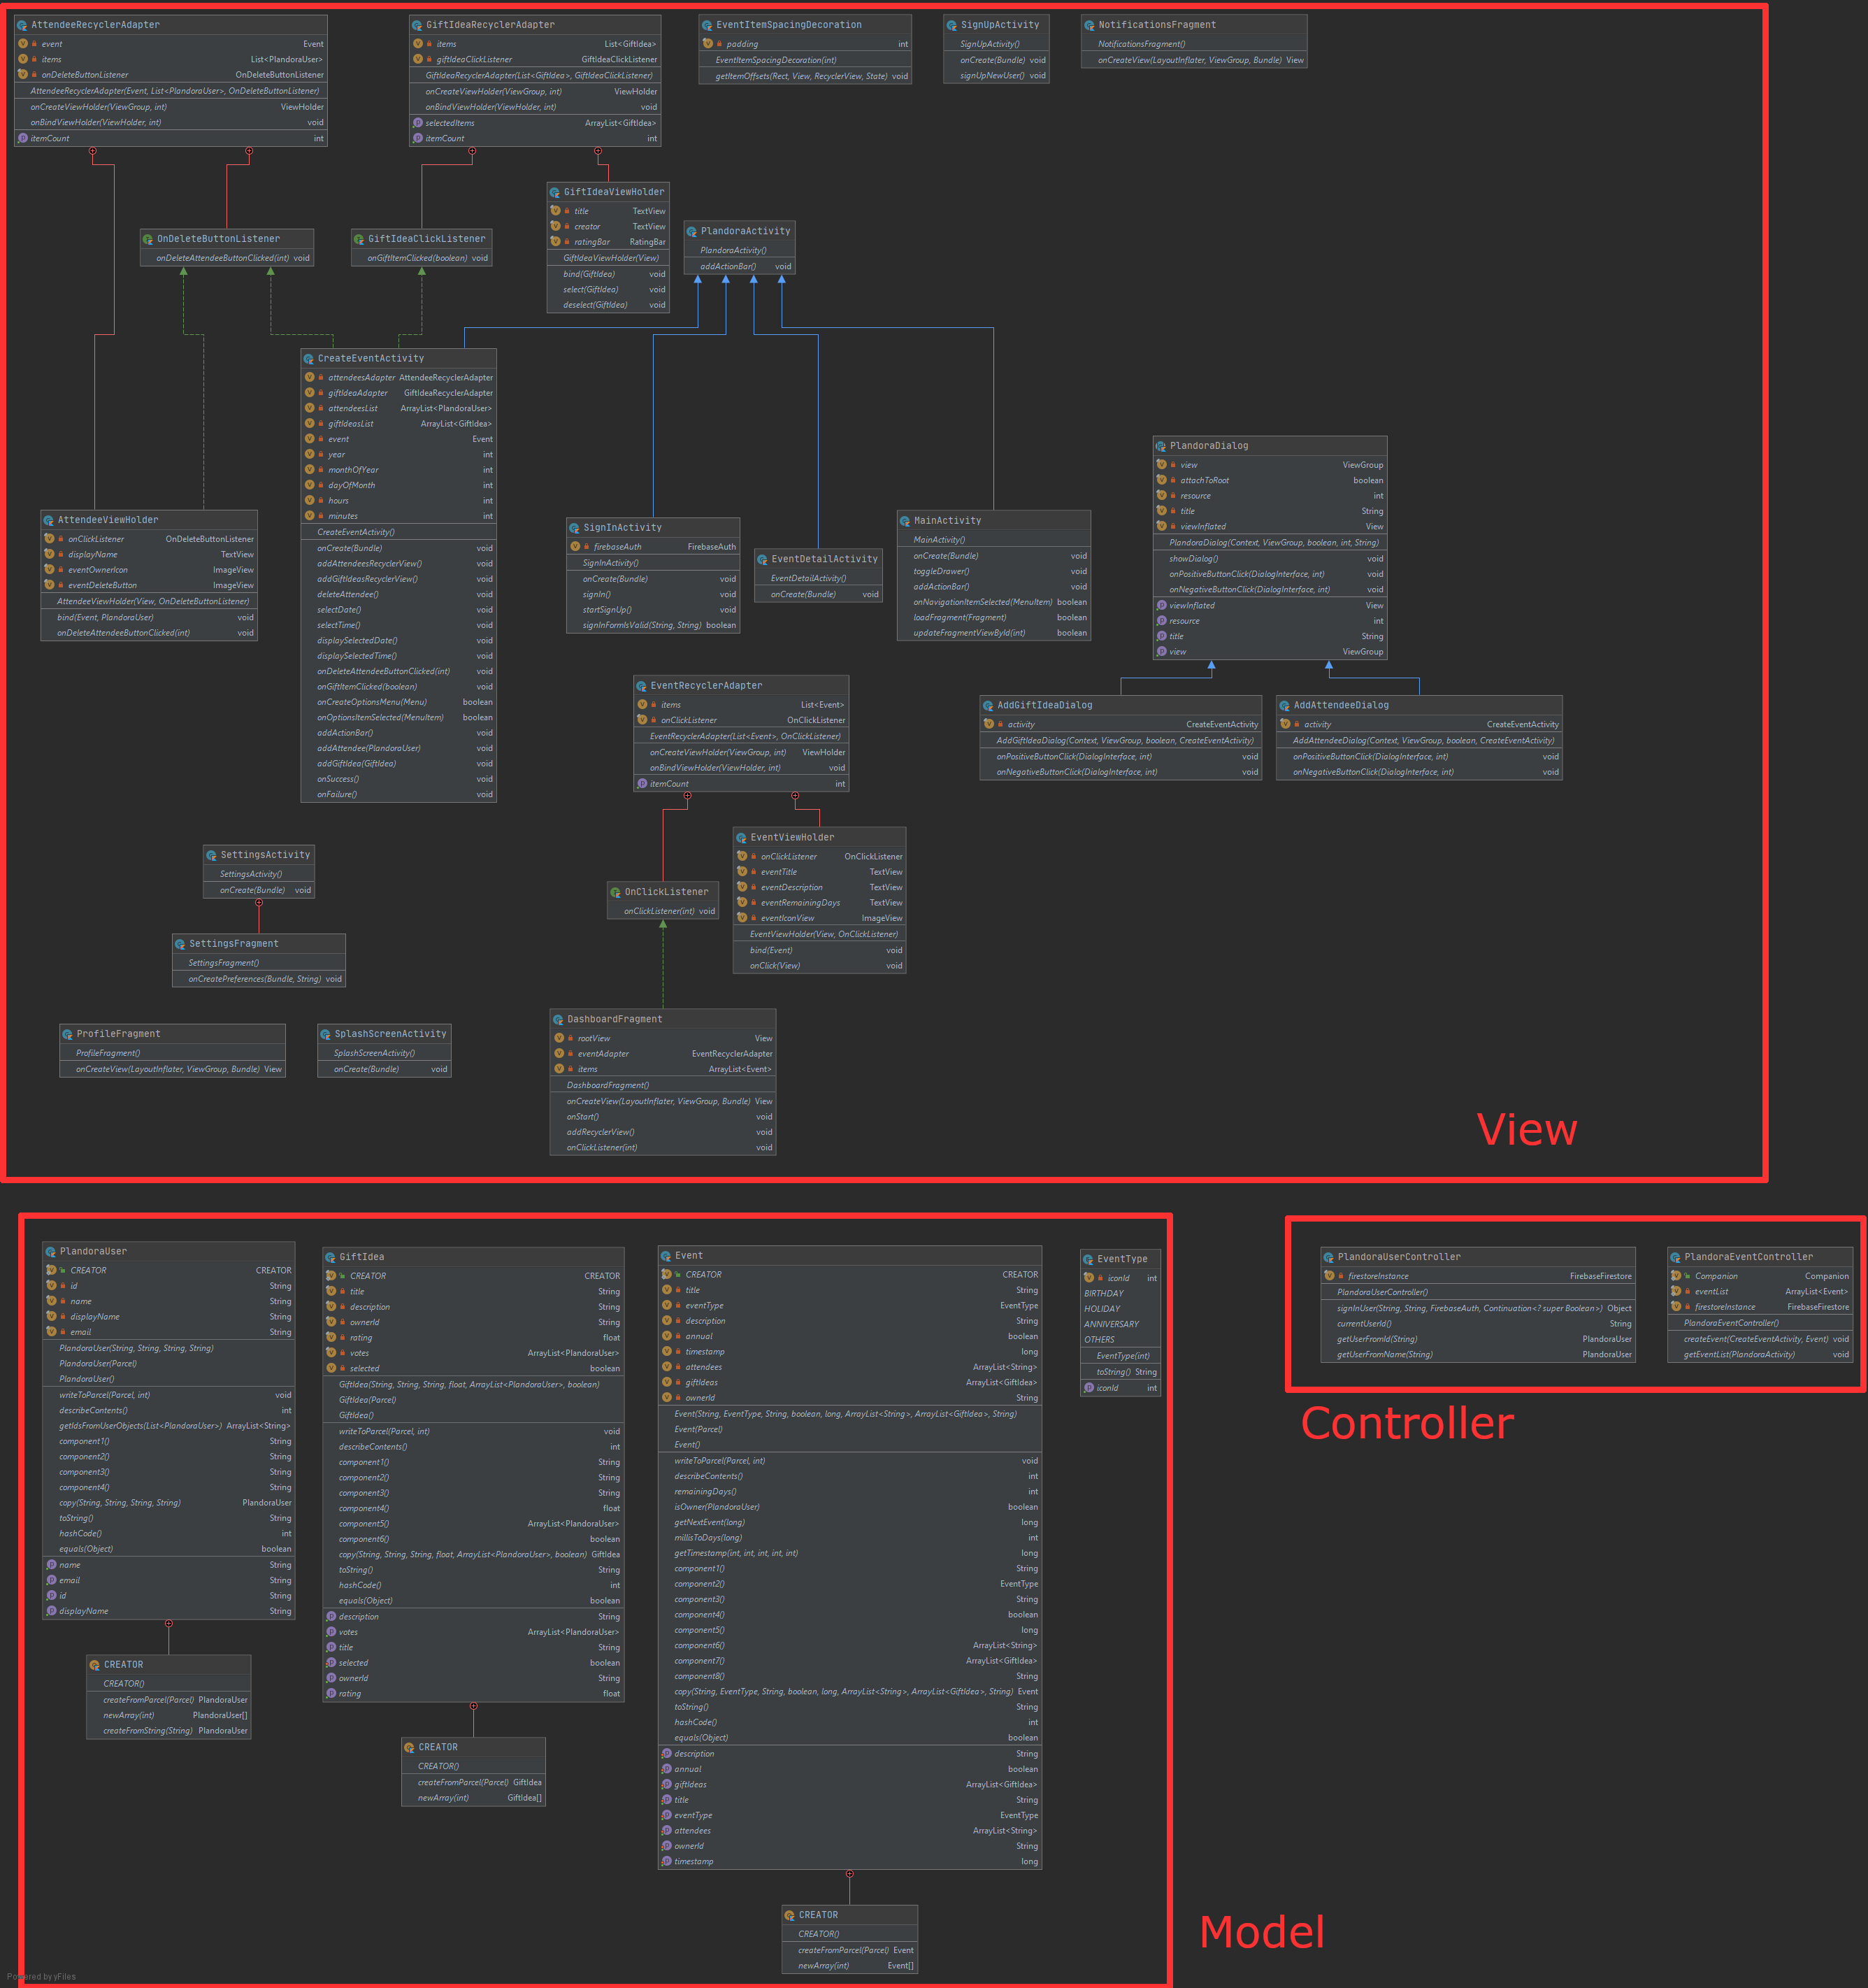 AttendeeRecyclerAdapter
event Event
items List<PlandoraUser>
onDeleteButtonListener OnDeleteButtonListener
AttendeeRecyclerAdapter(Event, List<PlandoraUser>, OnDeleteButtonListener)
onCreateViewHolder(ViewGroup, int) ViewHolder
onBindViewHolder(ViewHolder, int) void
itemCount int
GiftIdeaRecyclerAdapter
items List<GiftIdea>
giftIdeaClickListener GiftIdeaClickListener
GiftIdeaRecyclerAdapter(List<GiftIdea>, GiftIdeaClickListener)
onCreateViewHolder(ViewGroup, int) ViewHolder
onBindViewHolder(ViewHolder, int) void
selectedItems ArrayList<GiftIdea>
itemCount int
EventItemSpacingDecoration
padding int
EventItemSpacingDecoration(int)
getItemOffsets(Rect, View, RecyclerView, State) void
SignUpActivity
SignUpActivity()
onCreate(Bundle) void
signUpNewUser() void
NotificationsFragment
NotificationsFragment()
onCreateView(LayoutInflater, ViewGroup, Bundle) View
OnDeleteButtonListener
onDeleteAttendeeButtonClicked(int) void
GiftIdeaClickListener
onGiftItemClicked(boolean) void
GiftIdeaViewHolder
title TextView
creator TextView
ratingBar RatingBar
GiftIdeaViewHolder(View)
bind(GiftIdea) void
select(GiftIdea) void
deselect(GiftIdea) void
PlandoraActivity
PlandoraActivity()
addActionBar() void
CreateEventActivity
attendeesAdapter AttendeeRecyclerAdapter
giftIdeaAdapter GiftIdeaRecyclerAdapter
attendeesList ArrayList<PlandoraUser>
giftIdeasList ArrayList<GiftIdea>
event Event
year int
monthOfYear int
dayOfMonth int
hours int
minutes int
CreateEventActivity()
onCreate(Bundle) void
addAttendeesRecyclerView() void
addGiftIdeasRecyclerView() void
deleteAttendee() void
selectDate() void
selectTime() void
displaySelectedDate() void
displaySelectedTime() void
onDeleteAttendeeButtonClicked(int) void
onGiftItemClicked(boolean) void
onCreateOptionsMenu(Menu) boolean
onOptionsItemSelected(MenuItem) boolean
addActionBar() void
addAttendee(PlandoraUser) void
addGiftIdea(GiftIdea) void
onSuccess() void
onFailure() void
AttendeeViewHolder
onClickListener OnDeleteButtonListener
displayName TextView
eventOwnerIcon ImageView
eventDeleteButton ImageView
AttendeeViewHolder(View, OnDeleteButtonListener)
bind(Event, PlandoraUser) void
onDeleteAttendeeButtonClicked(int) void
SignInActivity
firebaseAuth FirebaseAuth
SignInActivity()
onCreate(Bundle) void
signIn() void
startSignUp() void
signInFormIsValid(String, String) boolean
EventDetailActivity
EventDetailActivity()
onCreate(Bundle) void
MainActivity
MainActivity()
onCreate(Bundle) void
toggleDrawer() void
addActionBar() void
onNavigationItemSelected(MenuItem) boolean
loadFragment(Fragment) boolean
updateFragmentViewById(int) boolean
PlandoraDialog
view ViewGroup
attachToRoot boolean
resource int
title String
viewInflated View
PlandoraDialog(Context, ViewGroup, boolean, int, String)
showDialog() void
onPositiveButtonClick(DialogInterface, int) void
onNegativeButtonClick(DialogInterface, int) void
viewInflated View
resource int
title String
view ViewGroup
AddGiftIdeaDialog
activity CreateEventActivity
AddGiftIdeaDialog(Context, ViewGroup, boolean, CreateEventActivity)
onPositiveButtonClick(DialogInterface, int) void
onNegativeButtonClick(DialogInterface, int) void
AddAttendeeDialog
activity CreateEventActivity
AddAttendeeDialog(Context, ViewGroup, boolean, CreateEventActivity)
onPositiveButtonClick(DialogInterface, int) void
onNegativeButtonClick(DialogInterface, int) void
EventRecyclerAdapter
items List<Event>
onClickListener OnClickListener
EventRecyclerAdapter(List<Event>, OnClickListener)
onCreateViewHolder(ViewGroup, int) ViewHolder
onBindViewHolder(ViewHolder, int) void
itemCount int
OnClickListener
onClickListener(int) void
EventViewHolder
onClickListener OnClickListener
eventTitle TextView
eventDescription TextView
eventRemainingDays TextView
eventIconView ImageView
EventViewHolder(View, OnClickListener)
bind(Event) void
onClick(View) void
SettingsActivity
SettingsActivity()
onCreate(Bundle) void
SettingsFragment
SettingsFragment()
onCreatePreferences(Bundle, String) void
ProfileFragment
ProfileFragment()
onCreateView(LayoutInflater, ViewGroup, Bundle) View
SplashScreenActivity
SplashScreenActivity()
onCreate(Bundle) void
DashboardFragment
rootView View
eventAdapter EventRecyclerAdapter
items ArrayList<Event>
DashboardFragment()
onCreateView(LayoutInflater, ViewGroup, Bundle) View
onStart() void
addRecyclerView() void
onClickListener(int) void
View
PlandoraUser
CREATOR CREATOR
id String
name String
displayName String
email String
PlandoraUser(String, String, String, String)
PlandoraUser(Parcel)
PlandoraUser()
writeToParcel(Parcel, int) void
describeContents() int
getIdsFromUserObjects(List<PlandoraUser>) ArrayList<String>
component1() String
component2() String
component3() String
component4() String
copy(String, String, String, String) PlandoraUser
toString() String
hashCode() int
equals(Object) boolean
name String
email String
id String
displayName String
CREATOR
CREATOR()
createFromParcel(Parcel) PlandoraUser
newArray(int) PlandoraUser[]
createFromString(String) PlandoraUser
GiftIdea
CREATOR CREATOR
title String
description String
ownerId String
rating float
votes ArrayList<PlandoraUser>
selected boolean
GiftIdea(String, String, String, float, ArrayList<PlandoraUser>, boolean)
GiftIdea(Parcel)
GiftIdea()
writeToParcel(Parcel, int) void
describeContents() int
component1() String
component2() String
component3() String
component4() float
component5() ArrayList<PlandoraUser>
component6() boolean
copy(String, String, String, float, ArrayList<PlandoraUser>, boolean) GiftIdea
toString() String
hashCode() int
equals(Object) boolean
description String
votes ArrayList<PlandoraUser>
title String
selected boolean
ownerId String
rating float
CREATOR
CREATOR()
createFromParcel(Parcel) GiftIdea
newArray(int) GiftIdea[]
Event
CREATOR CREATOR
title String
eventType EventType
description String
annual boolean
timestamp long
attendees ArrayList<String>
giftIdeas ArrayList<GiftIdea>
ownerId String
Event(String, EventType, String, boolean, long, ArrayList<String>, ArrayList<GiftIdea>, String)
Event(Parcel)
Event()
writeToParcel(Parcel, int) void
describeContents() int
remainingDays() int
isOwner(PlandoraUser) boolean
getNextEvent(long) long
millisToDays(long) int
getTimestamp(int, int, int, int, int) long
component1() String
component2() EventType
component3() String
component4() boolean
component5() long
component6() ArrayList<String>
component7() ArrayList<GiftIdea>
component8() String
copy(String, EventType, String, boolean, long, ArrayList<String>, ArrayList<GiftIdea>, String) Event
toString() String
hashCode() int
equals(Object) boolean
description String
annual boolean
giftIdeas ArrayList<GiftIdea>
title String
eventType EventType
attendees ArrayList<String>
ownerId String
timestamp long
CREATOR
CREATOR()
createFromParcel(Parcel) Event
newArray(int) Event[]
EventType
iconId int
BIRTHDAY
HOLIDAY
ANNIVERSARY
OTHERS
EventType(int)
toString() String
iconId int
Model
PlandoraUserController
firestoreInstance FirebaseFirestore
PlandoraUserController()
signInUser(String, String, FirebaseAuth, Continuation<? super Boolean>) Object
currentUserId() String
getUserFromId(String) PlandoraUser
getUserFromName(String) PlandoraUser
PlandoraEventController
Companion Companion
eventList ArrayList<Event>
firestoreInstance FirebaseFirestore
PlandoraEventController()
createEvent(CreateEventActivity, Event) void
getEventList(PlandoraActivity) void
Controller
Powered by yFiles